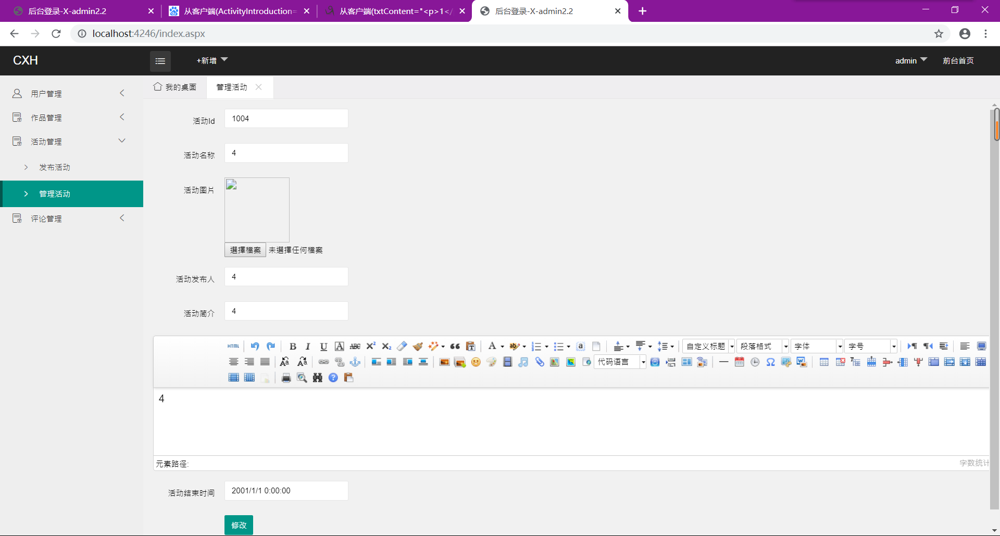 后台登录-X-admin2.2
从客户端(ActivityIntroduction=
从客户端(txtContent="<p>1</
后台登录-X-admin2.2
localhost:4246/index.aspx
CXH
+新增
admin
前台首页
用户管理
作品管理
活动管理
发布活动
管理活动
评论管理
我的桌面
管理活动
活动Id
1004
活动名称
4
活动图片
選擇檔案 未選擇任何檔案
活动发布人
4
活动简介
4
HTML B I U A ABC X² X₂ 自定义标题 段落格式 字体 字号
代码语言
4
元素路径:
字数统计
活动结束时间
2001/1/1 0:00:00
修改